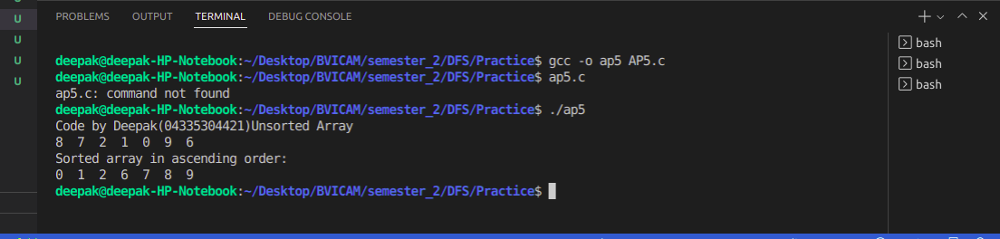 PROBLEMS OUTPUT TERMINAL DEBUG CONSOLE
U
U
U
U
deepak@deepak-HP-Notebook:~/Desktop/BVICAM/semester_2/DFS/Practice$ gcc -o ap5 AP5.c
deepak@deepak-HP-Notebook:~/Desktop/BVICAM/semester_2/DFS/Practice$ ap5.c
ap5.c: command not found
deepak@deepak-HP-Notebook:~/Desktop/BVICAM/semester_2/DFS/Practice$ ./ap5
Code by Deepak(04335304421)Unsorted Array
8 7 2 1 0 9 6
Sorted array in ascending order:
0 1 2 6 7 8 9
deepak@deepak-HP-Notebook:~/Desktop/BVICAM/semester_2/DFS/Practice$
bash
bash
bash